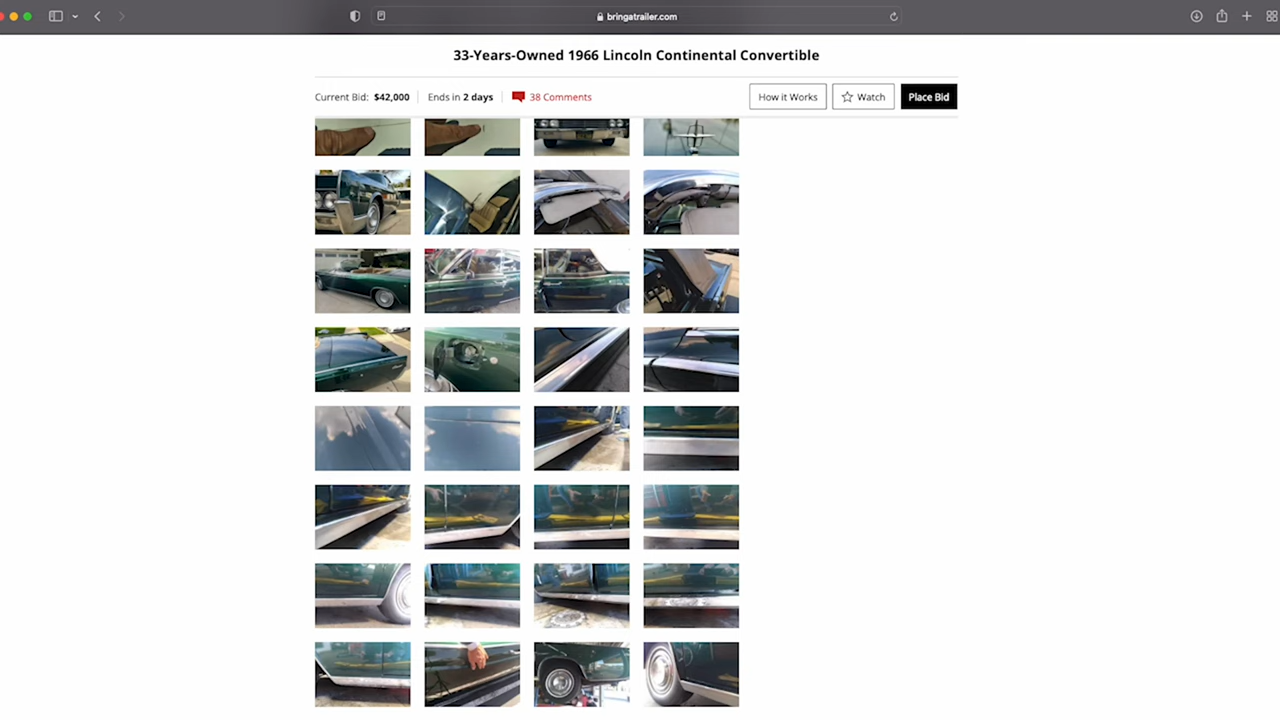 bringatrailer.com
33-Years-Owned 1966 Lincoln Continental Convertible
Current Bid: $42,000 Ends in 2 days 38 Comments How it Works Watch Place Bid